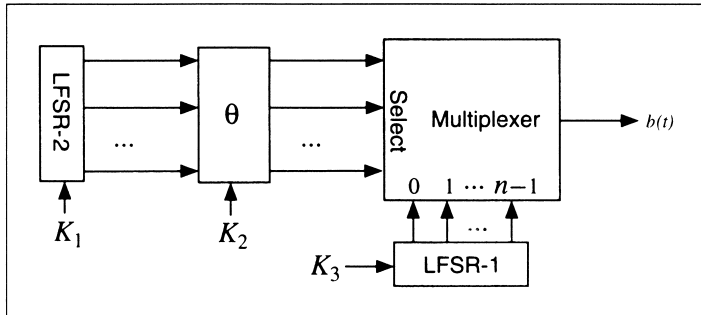 LFSR-2
θ
Select
Multiplexer
b(t)
... ...
0 1 ... n−1
...
K1 K2
K3 LFSR-1